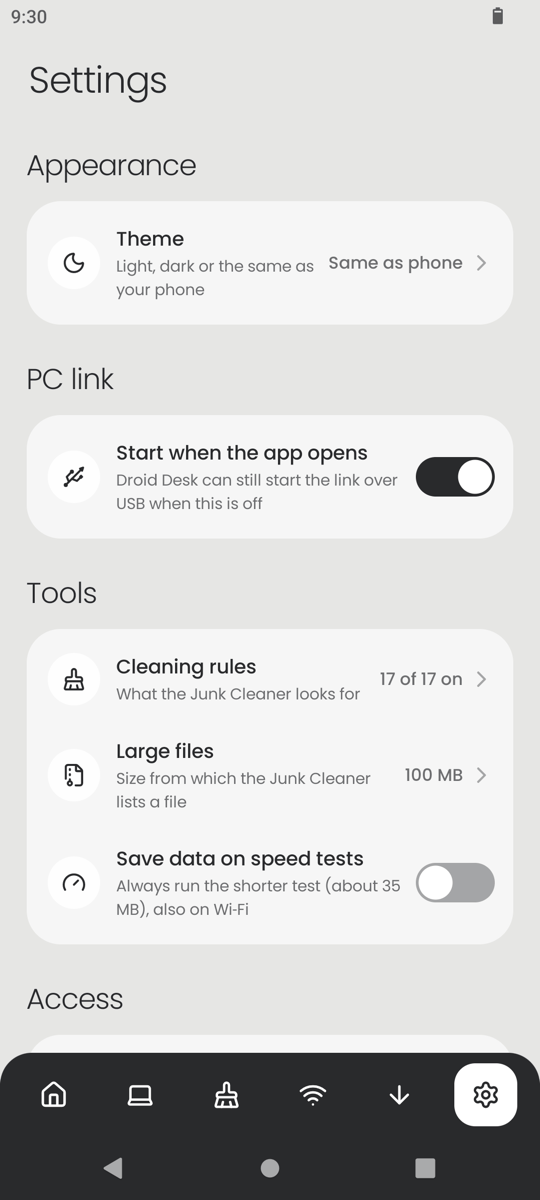 9:30
Settings
Appearance
Theme
Light, dark or the same as your phone
Same as phone
PC link
Start when the app opens
Droid Desk can still start the link over
USB when this is off
Tools
Cleaning rules
What the Junk Cleaner looks for
17 of 17 on
Large files
Size from which the Junk Cleaner
lists a file
100 MB
Save data on speed tests
Always run the shorter test (about 35
MB), also on Wi-Fi
Access